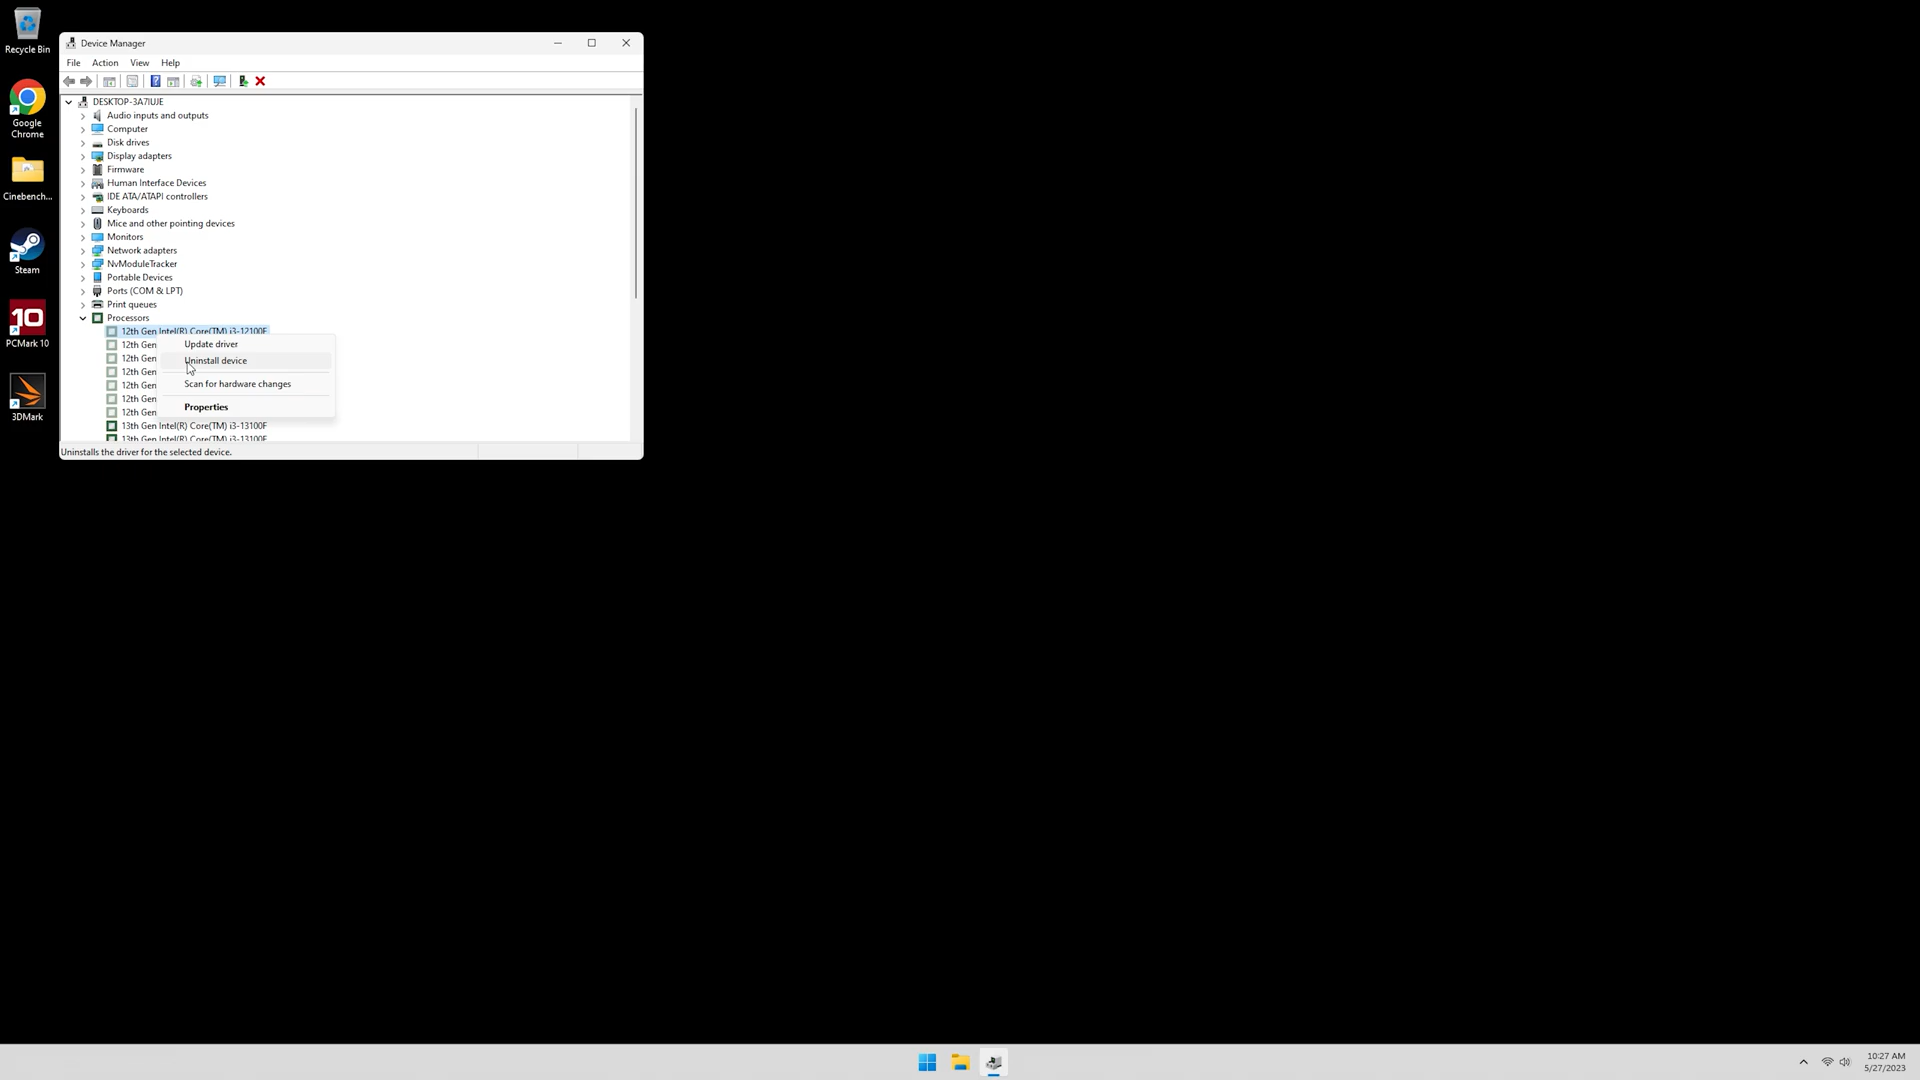 Recycle Bin
Google
Chrome
Cinebench...
Steam
10
PCMark 10
3DMark
Device Manager
File Action View Help
DESKTOP-3A7IUJE
Audio inputs and outputs
Computer
Disk drives
Display adapters
Firmware
Human Interface Devices
IDE ATA/ATAPI controllers
Keyboards
Mice and other pointing devices
Monitors
Network adapters
NvModuleTracker
Portable Devices
Ports (COM & LPT)
Print queues
Processors
12th Gen Intel(R) Core(TM) i3-12100F
12th Gen
12th Gen
12th Gen
12th Gen
12th Gen
12th Gen
13th Gen Intel(R) Core(TM) i3-13100F
13th Gen Intel(R) Core(TM) i3-13100F
Update driver
Uninstall device
Scan for hardware changes
Properties
Uninstalls the driver for the selected device.
10:27 AM
5/27/2023